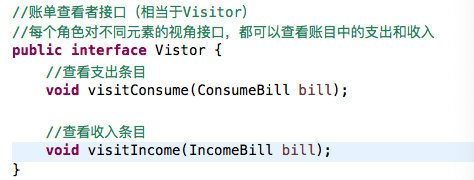 //账单查看者接口（相当于Visitor）
//每个角色对不同元素的视角接口，都可以查看账目中的支出和收入
public interface Vistor {
//查看支出条目
void visitConsume(ConsumeBill bill);
//查看收入条目
void visitIncome(IncomeBill bill);
}